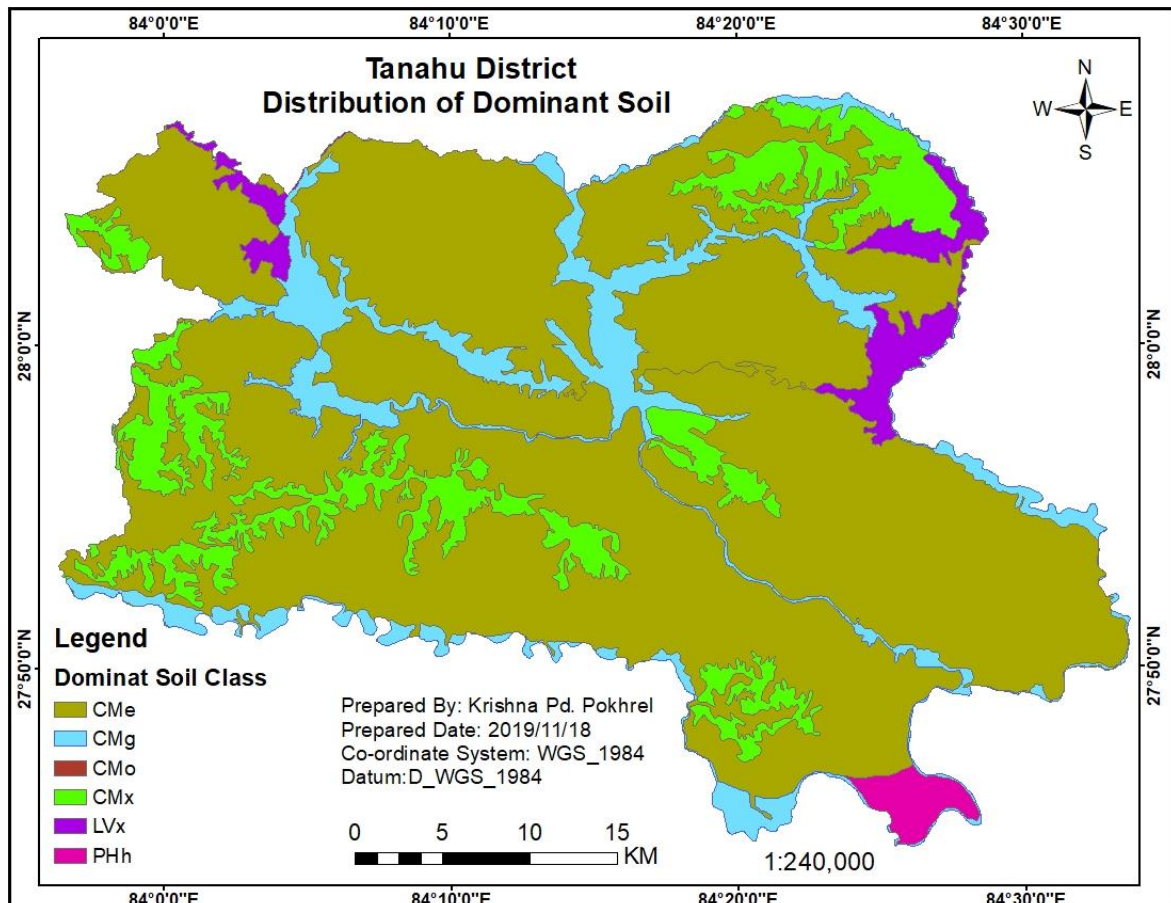 84°0'0"E 84°10'0"E 84°20'0"E 84°30'0"E
Tanahu District
Distribution of Dominant Soil
N
W E
S
28°0'0"N 28°0'0"N
27°50'0"N 27°50'0"N
Legend
Dominat Soil Class
CMe
CMg
CMo
CMx
LVx
PHh
Prepared By: Krishna Pd. Pokhrel
Prepared Date: 2019/11/18
Co-ordinate System: WGS_1984
Datum:D_WGS_1984
0 5 10 15
KM
1:240,000
84°0'0"E 84°10'0"E 84°20'0"E 84°30'0"E